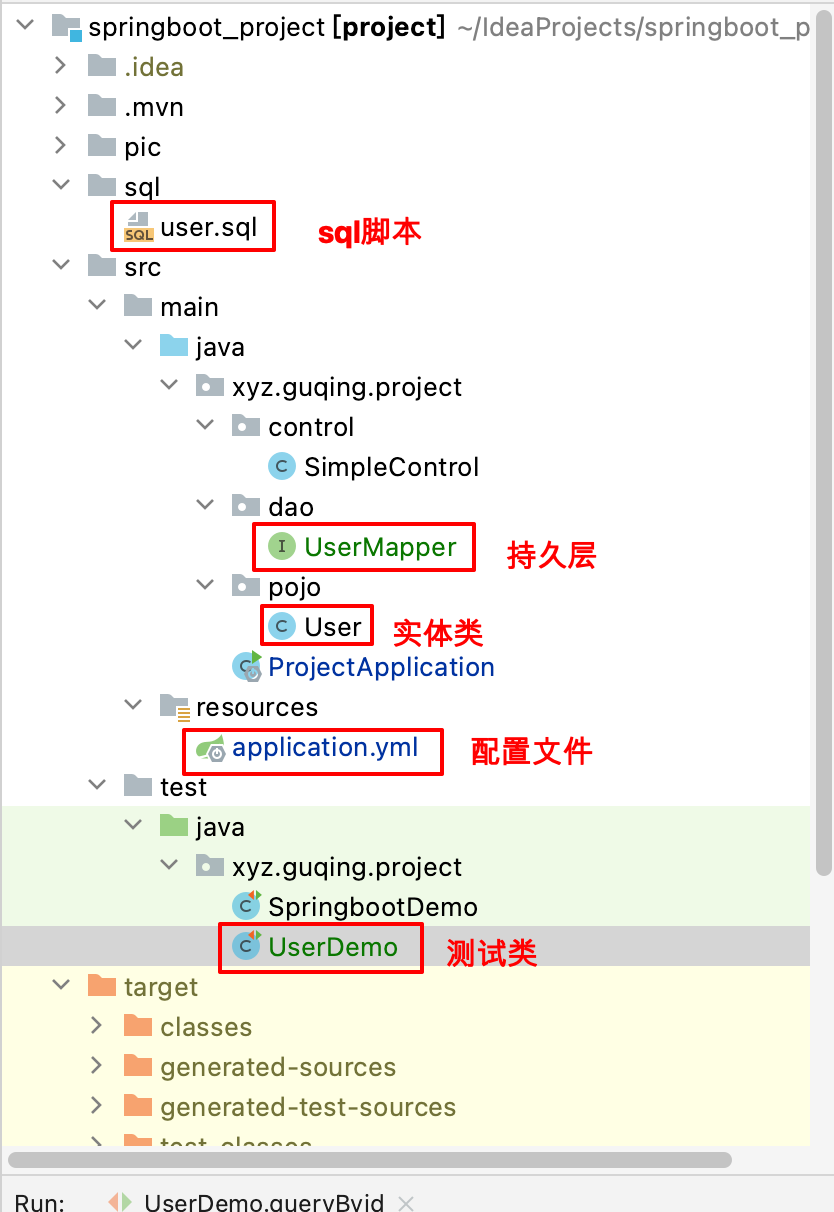 springboot_project [project] ~/IdeaProjects/springboot_p
.idea
.mvn
pic
sql
SQL user.sql sql脚本
src
main
java
xyz.guqing.project
control
C SimpleControl
dao
I UserMapper 持久层
pojo
C User 实体类
C ProjectApplication
resources
application.yml 配置文件
test
java
xyz.guqing.project
C SpringbootDemo
C UserDemo 测试类
target
classes
generated-sources
generated-test-sources
test-classes
Run: UserDemo.queryByid